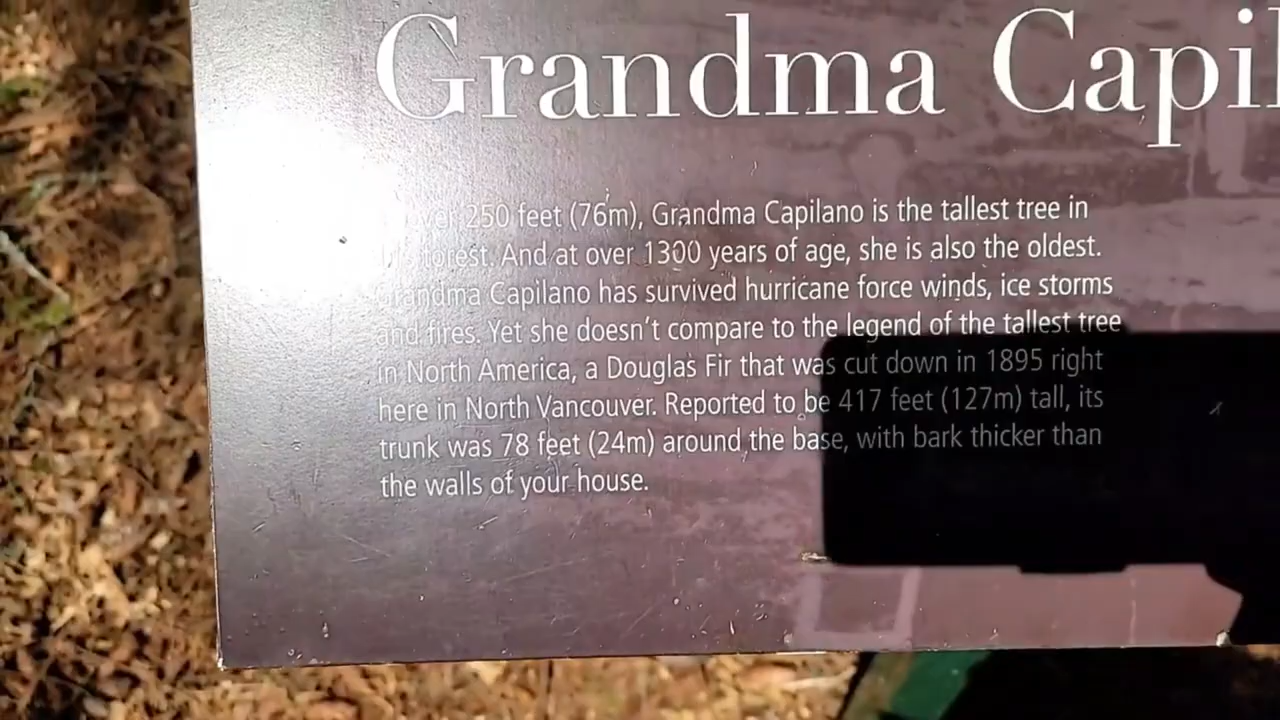 Grandma Capil
over 250 feet (76m), Grandma Capilano is the tallest tree in
forest. And at over 1300 years of age, she is also the oldest.
Grandma Capilano has survived hurricane force winds, ice storms
and fires. Yet she doesn't compare to the legend of the tallest tree
in North America, a Douglas Fir that was cut down in 1895 right
here in North Vancouver. Reported to be 417 feet (127m) tall, its
trunk was 78 feet (24m) around the base, with bark thicker than
the walls of your house.